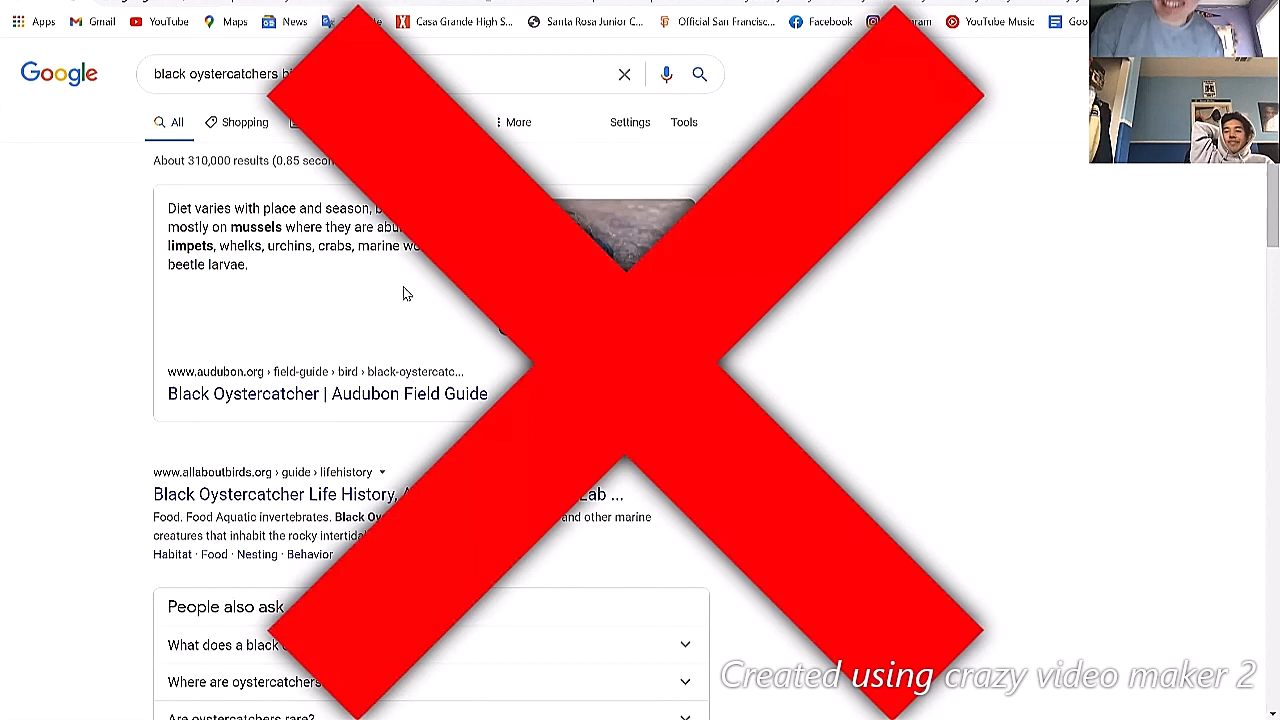 Apps Gmail YouTube Maps News Casa Grande High S... Santa Rosa Junior C... Official San Francisc... Facebook YouTube Music
Google
black oystercatchers
All Shopping More Settings Tools
About 310,000 results (0.85
Diet varies with place and season,
mostly on mussels where they are
limpets, whelks, urchins, crabs, marine
beetle larvae.
www.audubon.org › field-guide › bird › black-oystercatc...
Black Oystercatcher | Audubon Field Guide
www.allaboutbirds.org › guide › lifehistory
Black Oystercatcher Life History, Lab ...
Food. Food Aquatic invertebrates. Black and other marine
creatures that inhabit the rocky
Habitat · Food · Nesting · Behavior
People also ask
What does a black
Where are oystercatchers
Are oystercatchers rare?
Created using crazy video maker 2